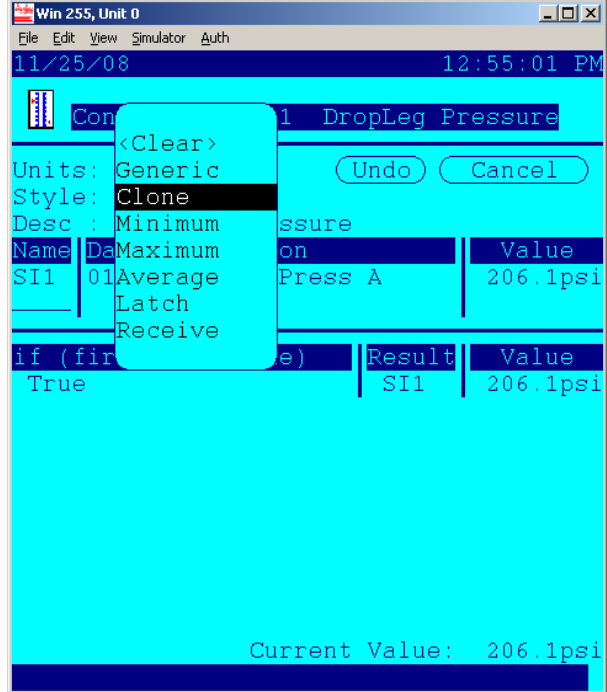 Win 255, Unit 0
File Edit View Simulator Auth
11/25/08 12:55:01 PM
Con 1 DropLeg Pressure
<Clear>
Units: Generic Undo Cancel
Style: Clone
Desc : Minimum ssure
Name Da Maximum on Value
SI1 01 Average Press A 206.1psi
Latch
Receive
if (fir e) Result Value
True SI1 206.1psi
Current Value: 206.1psi